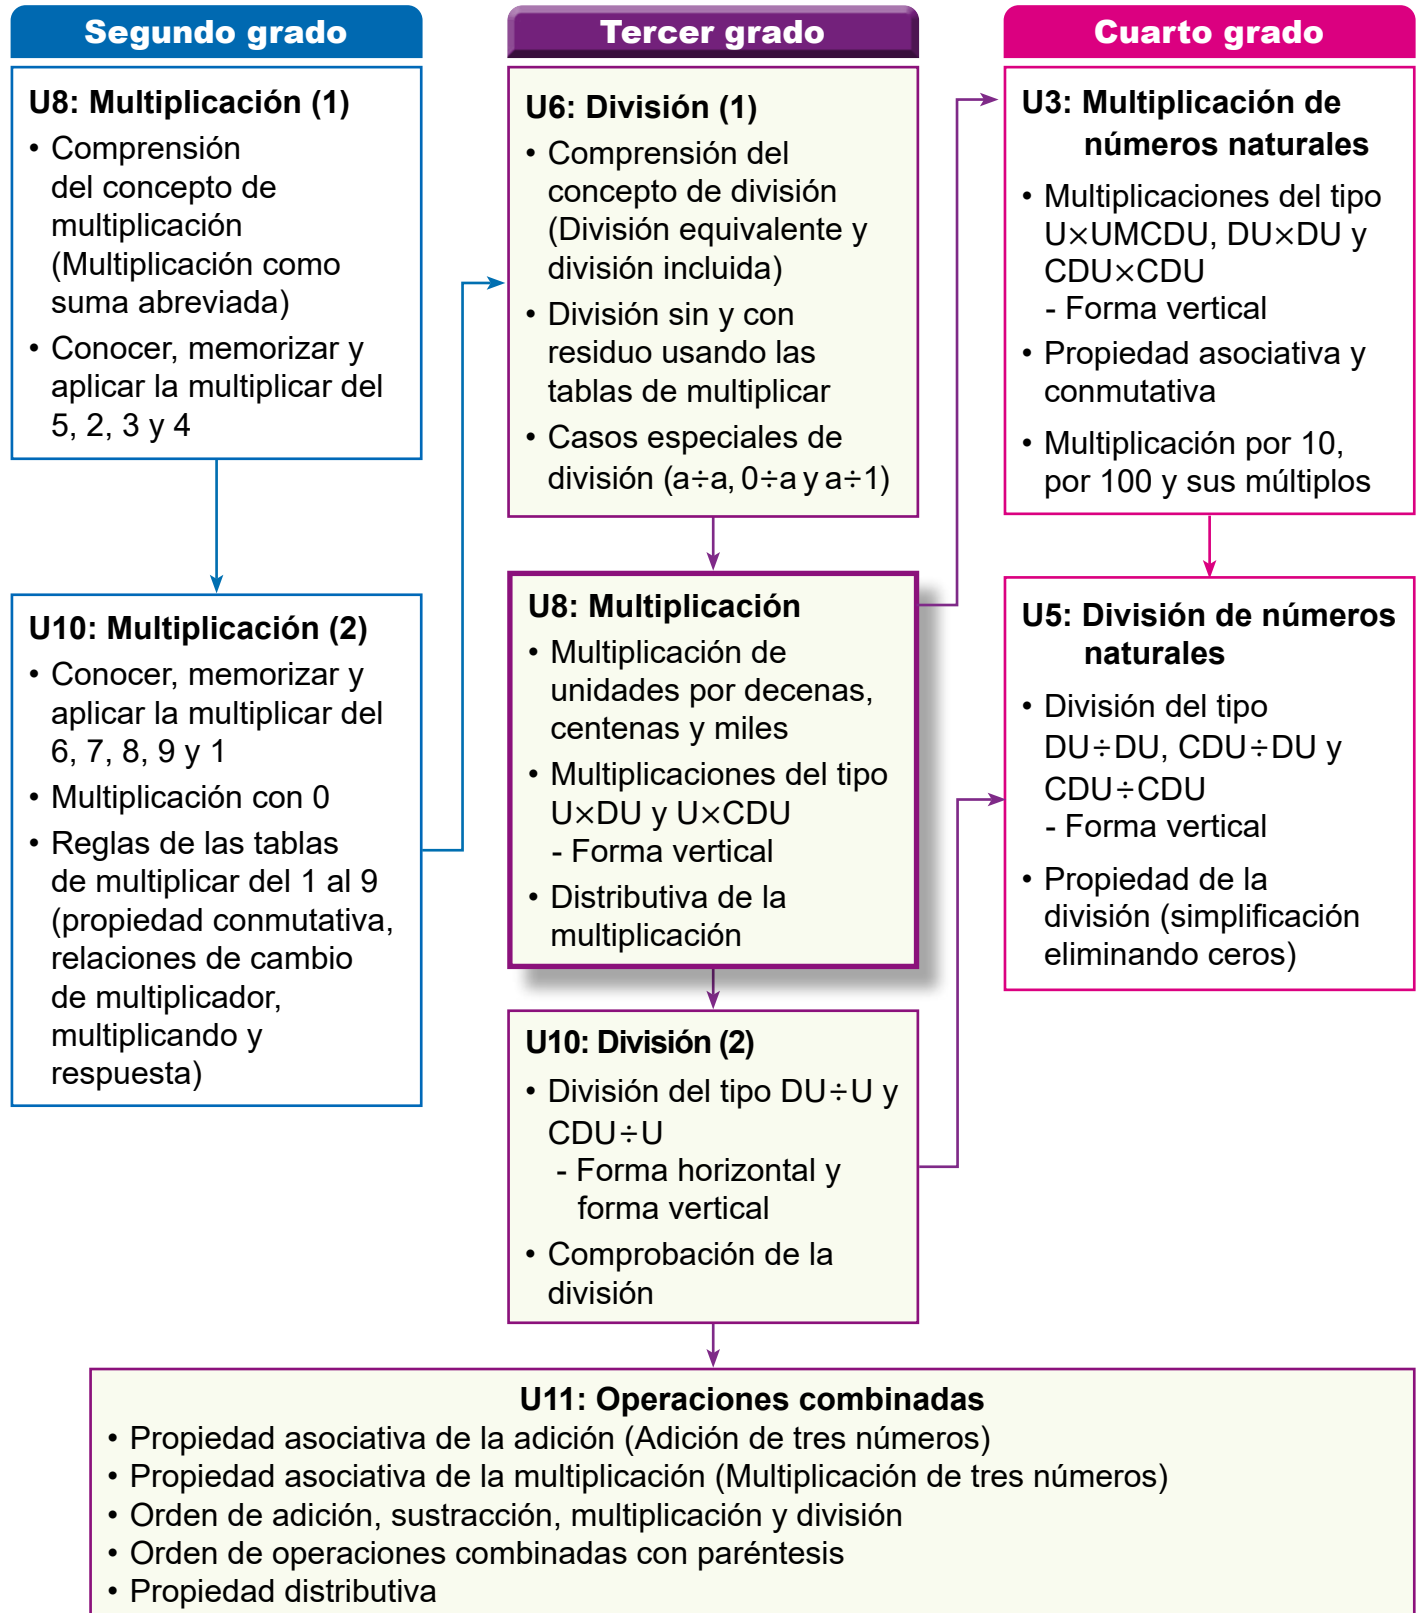 Segundo grado
U8: Multiplicación (1)
• Comprensión
del concepto de
multiplicación
(Multiplicación como
suma abreviada)
• Conocer, memorizar y
aplicar la multiplicar del
5, 2, 3 y 4
U10: Multiplicación (2)
• Conocer, memorizar y
aplicar la multiplicar del
6, 7, 8, 9 y 1
• Multiplicación con 0
• Reglas de las tablas
de multiplicar del 1 al 9
(propiedad conmutativa,
relaciones de cambio
de multiplicador,
multiplicando y
respuesta)
Tercer grado
U6: División (1)
• Comprensión del
concepto de división
(División equivalente y
división incluida)
• División sin y con
residuo usando las
tablas de multiplicar
• Casos especiales de
división (a÷a, 0÷a y a÷1)
U8: Multiplicación
• Multiplicación de
unidades por decenas,
centenas y miles
• Multiplicaciones del tipo
U×DU y U×CDU
- Forma vertical
• Distributiva de la
multiplicación
U10: División (2)
• División del tipo DU÷U y
CDU÷U
- Forma horizontal y
forma vertical
• Comprobación de la
división
Cuarto grado
U3: Multiplicación de
números naturales
• Multiplicaciones del tipo
U×UMCDU, DU×DU y
CDU×CDU
- Forma vertical
• Propiedad asociativa y
conmutativa
• Multiplicación por 10,
por 100 y sus múltiplos
U5: División de números
naturales
• División del tipo
DU÷DU, CDU÷DU y
CDU÷CDU
- Forma vertical
• Propiedad de la
división (simplificación
eliminando ceros)
U11: Operaciones combinadas
• Propiedad asociativa de la adición (Adición de tres números)
• Propiedad asociativa de la multiplicación (Multiplicación de tres números)
• Orden de adición, sustracción, multiplicación y división
• Orden de operaciones combinadas con paréntesis
• Propiedad distributiva